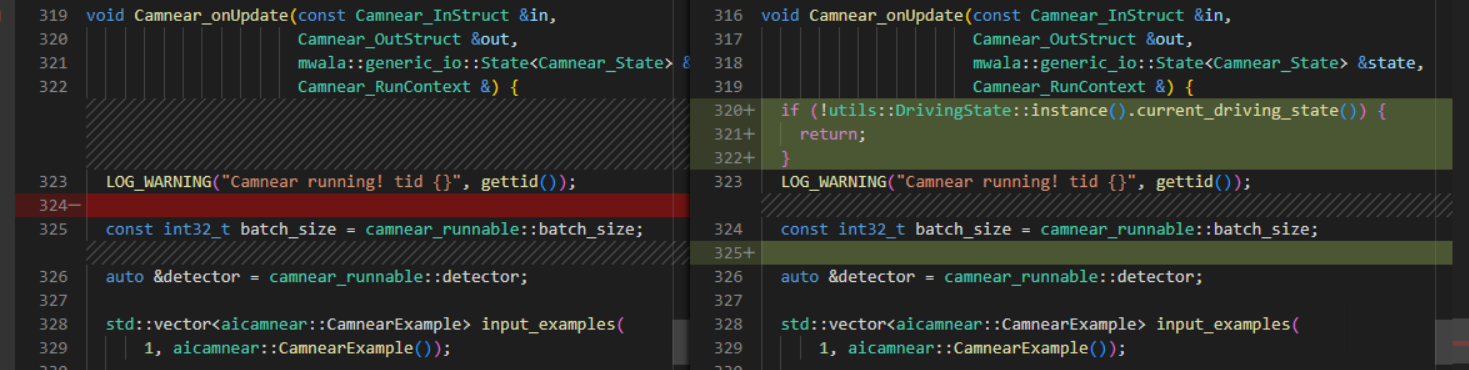 319 void Camnear_onUpdate(const Camnear_InStruct &in,
320 Camnear_OutStruct &out,
321 mwala::generic_io::State<Camnear_State> &
322 Camnear_RunContext &) {
323 LOG_WARNING("Camnear running! tid {}", gettid());
324—
325 const int32_t batch_size = camnear_runnable::batch_size;
326 auto &detector = camnear_runnable::detector;
327
328 std::vector<aicamnear::CamnearExample> input_examples(
329 1, aicamnear::CamnearExample());
316 void Camnear_onUpdate(const Camnear_InStruct &in,
317 Camnear_OutStruct &out,
318 mwala::generic_io::State<Camnear_State> &state,
319 Camnear_RunContext &) {
320+ if (!utils::DrivingState::instance().current_driving_state()) {
321+ return;
322+ }
323 LOG_WARNING("Camnear running! tid {}", gettid());
324 const int32_t batch_size = camnear_runnable::batch_size;
325+
326 auto &detector = camnear_runnable::detector;
327
328 std::vector<aicamnear::CamnearExample> input_examples(
329 1, aicamnear::CamnearExample());